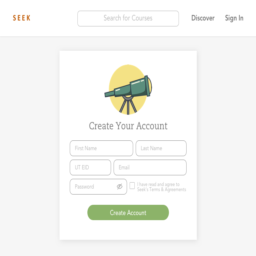 SEEK
Search for Courses
Discover
Sign In
Create Your Account
First Name
Last Name
UT EID
Email
Password
I have read and agree to
Seek's Terms & Agreements
Create Account